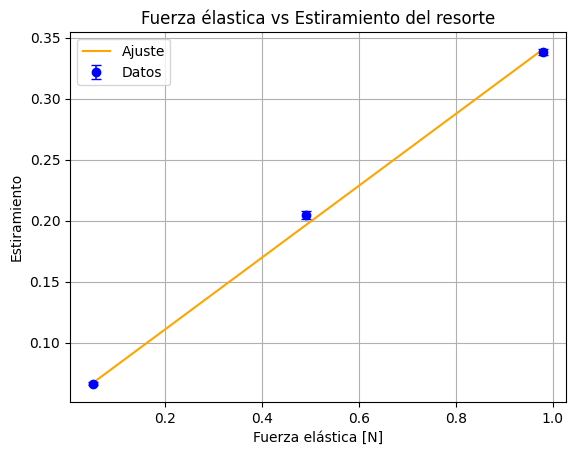 Fuerza élastica vs Estiramiento del resorte
Ajuste
Datos
Estiramiento
0.35
0.30
0.25
0.20
0.15
0.10
0.2
0.4
0.6
0.8
1.0
Fuerza elástica [N]